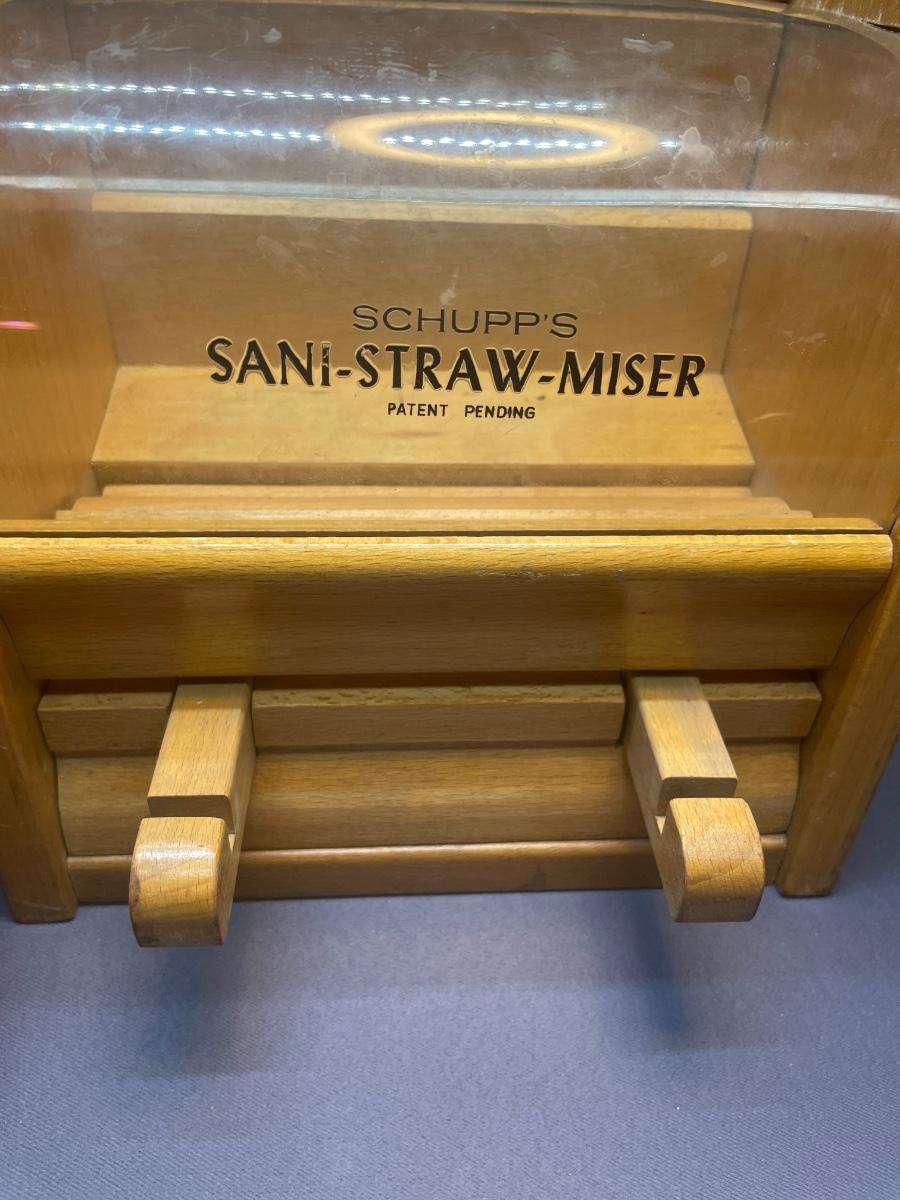 SCHUPP'S
SANI-STRAW-MISER
PATENT PENDING